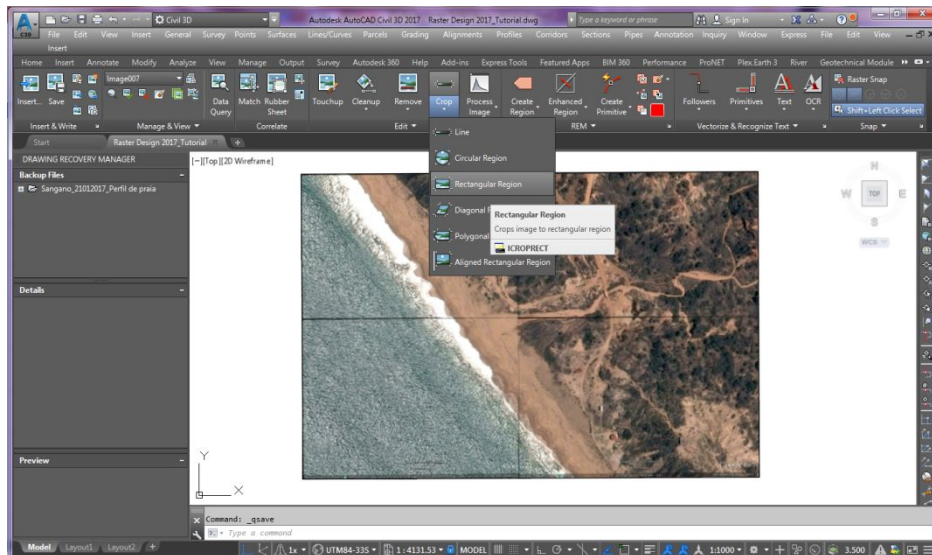 Civil 3D
Autodesk AutoCAD Civil 3D 2017 Raster Design 2017_Tutorial.dwg
Type a keyword or phrase
Sign In
C3D
File Edit View Insert General Survey Points Surfaces Lines/Curves Parcels Grading Alignments Profiles Corridors Sections Pipes Annotation Inquiry Window Express File Edit View
Insert
Home Insert Annotate Modify Analyze View Manage Output Survey Autodesk 360 Help Add-ins Express Tools Featured Apps BIM 360 Performance ProNET Plex.Earth 3 River Geotechnical Module
Image007
Raster Snap
Insert... Save
Data Query
Match
Rubber Sheet
Touchup
Cleanup
Remove
Crop
Process Image
Create Region
Enhanced Region
Create Primitive
Followers
Primitives
Text
OCR
Shift+Left Click Select
Insert & Write
Manage & View
Correlate
Edit
REM
Vectorize & Recognize Text
Snap
Start
Raster Design 2017_Tutorial
Line
DRAWING RECOVERY MANAGER
[−][Top][2D Wireframe]
Backup Files
Circular Region
Sangano_21012017_Perfil de praia
Rectangular Region
N
W
TOP
E
S
WCS
Diagonal
Rectangular Region
Crops image to rectangular region
Polygonal
ICROPRECT
Aligned Rectangular Region
Details
Preview
Y
X
Command: _qsave
Type a command
Model Layout1 Layout2 +
1x
UTM84-33S
1:4131.53
MODEL
1:1000
3.500